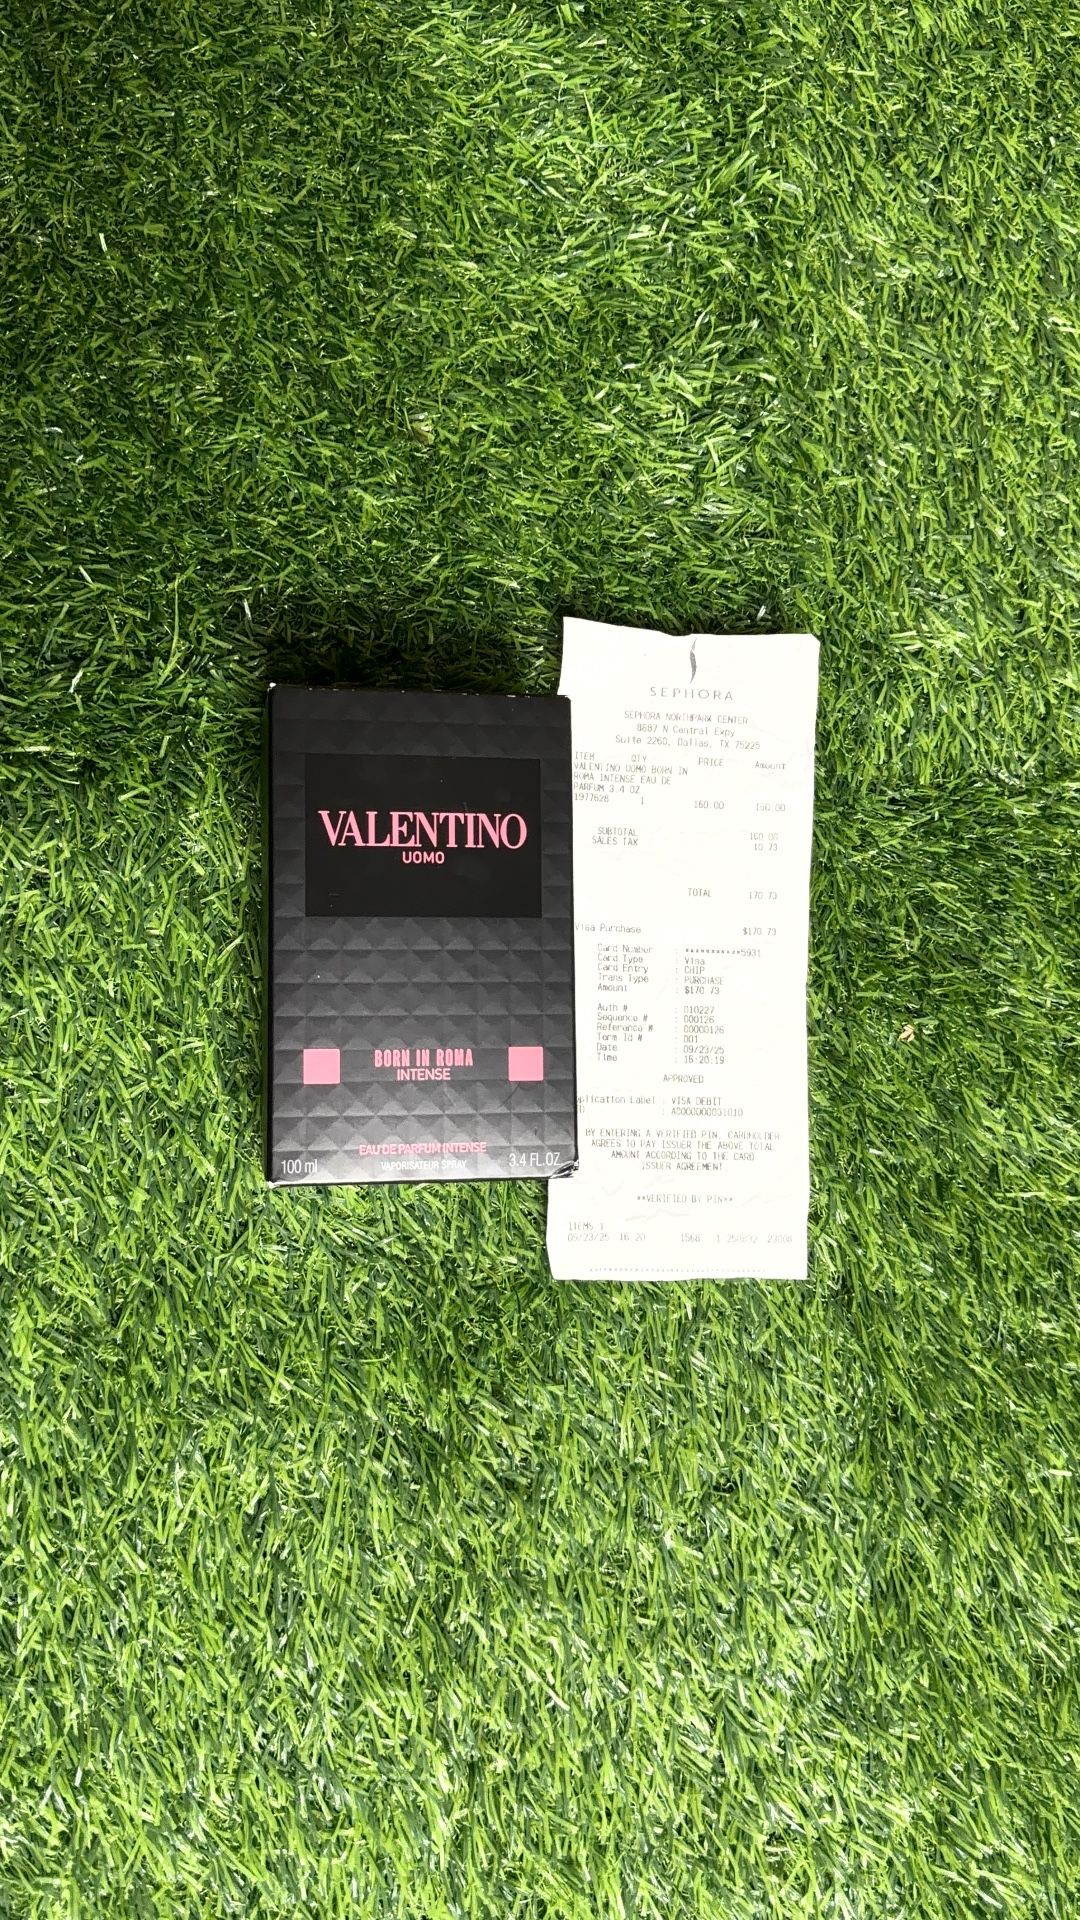 VALENTINO
UOMO
BORN IN ROMA
INTENSE
EAU DE PARFUM INTENSE
100 ml VAPORISATEUR SPRAY 3.4 FL.OZ
SEPHORA
SEPHORA NORTHPARK CENTER
8687 N Central Expy
Suite 2260, Dallas, TX 75225
ITEM QTY PRICE Amount
VALENTINO UOMO BORN IN
ROMA INTENSE EAU DE
PARFUM 3.4 OZ
1977628 1 160.00 160.00
SUBTOTAL 160.00
SALES TAX 10.73
TOTAL 170.73
Visa Purchase $170.73
Card Number : ************5931
Card Type : Visa
Card Entry : CHIP
Trans Type : PURCHASE
Amount : $170.73
Auth # : 010227
Sequence # : 000126
Reference # : 00000126
Term Id # : 001
Date : 09/23/25
Time : 16:20:19
APPROVED
plication Label : VISA DEBIT
: A0000000031010
BY ENTERING A VERIFIED PIN, CARDHOLDER
AGREES TO PAY ISSUER THE ABOVE TOTAL
AMOUNT ACCORDING TO THE CARD
ISSUER AGREEMENT.
**VERIFIED BY PIN**
ITEMS 1
09/23/25 16:20 1568 1